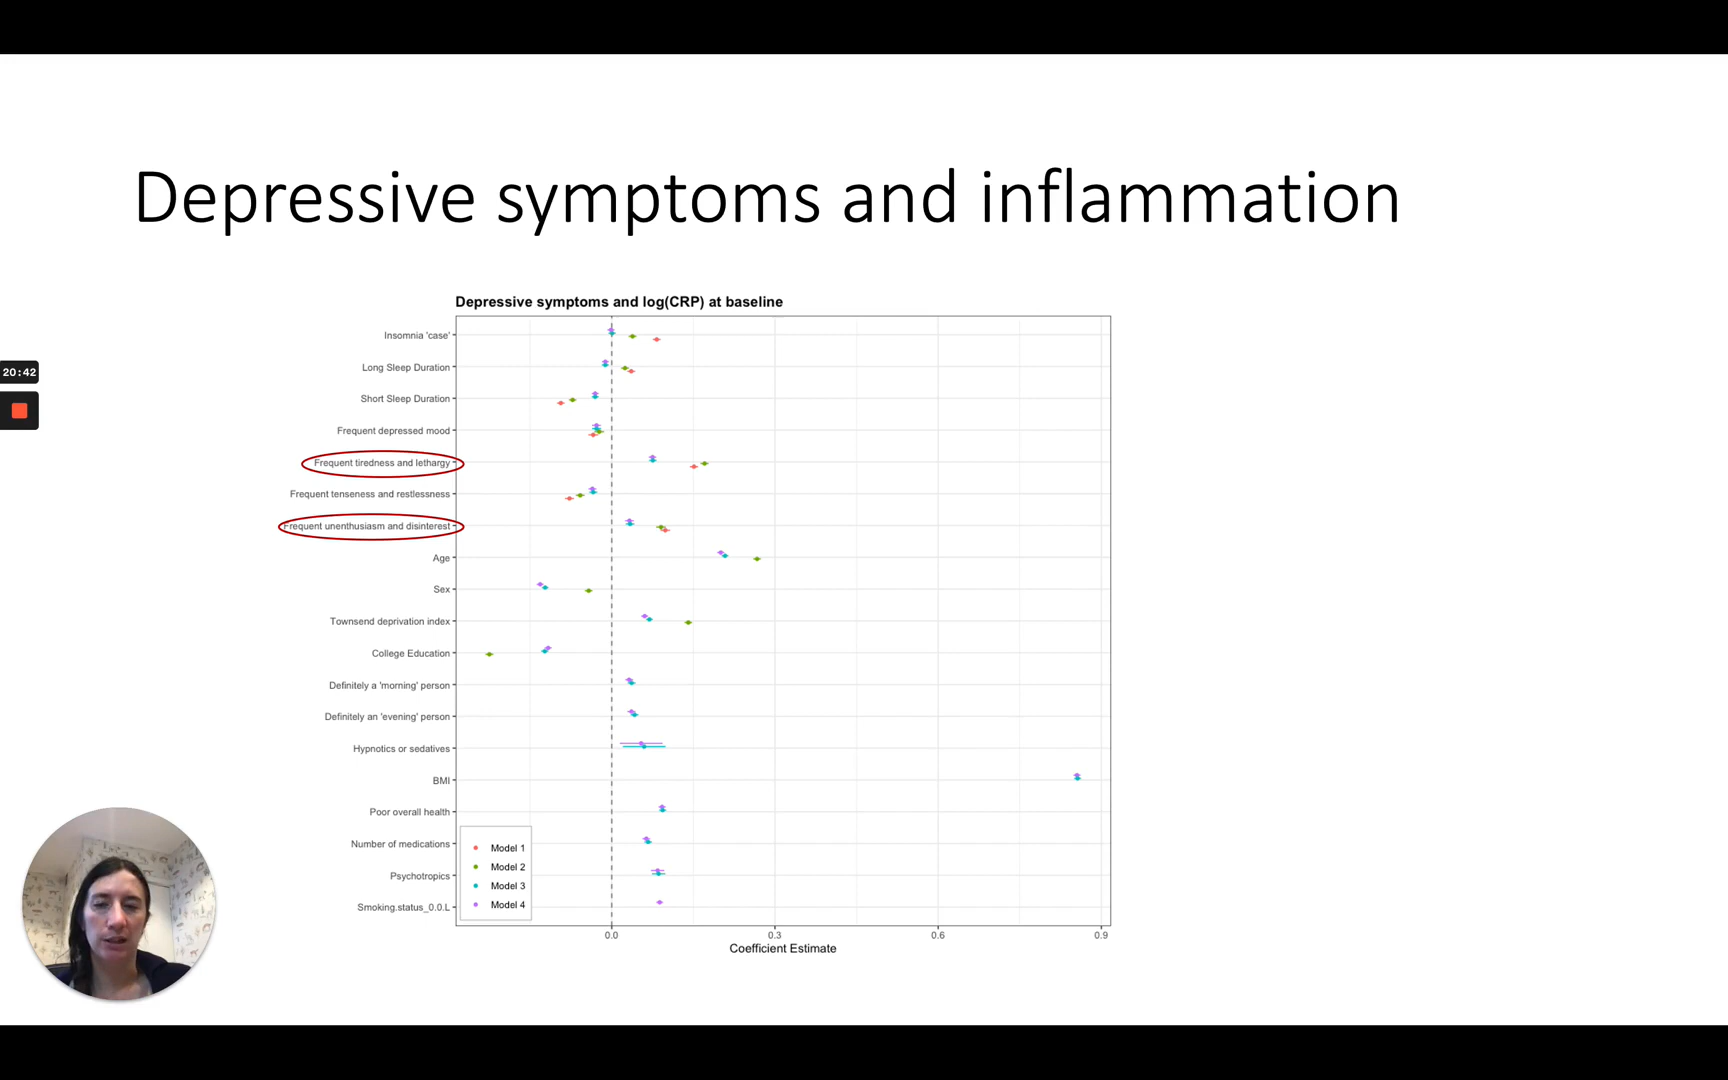 Depressive symptoms and inflammation
Depressive symptoms and log(CRP) at baseline
Insomnia 'case'
Long Sleep Duration
Short Sleep Duration
Frequent depressed mood
Frequent tiredness and lethargy
Frequent tenseness and restlessness
Frequent unenthusiasm and disinterest
Age
Sex
Townsend deprivation index
College Education
Definitely a 'morning' person
Definitely an 'evening' person
Hypnotics or sedatives
BMI
Poor overall health
Number of medications
Psychotropics
Smoking.status_0.0.L
Model 1
Model 2
Model 3
Model 4
0.0 0.3 0.6 0.9
Coefficient Estimate
20:42